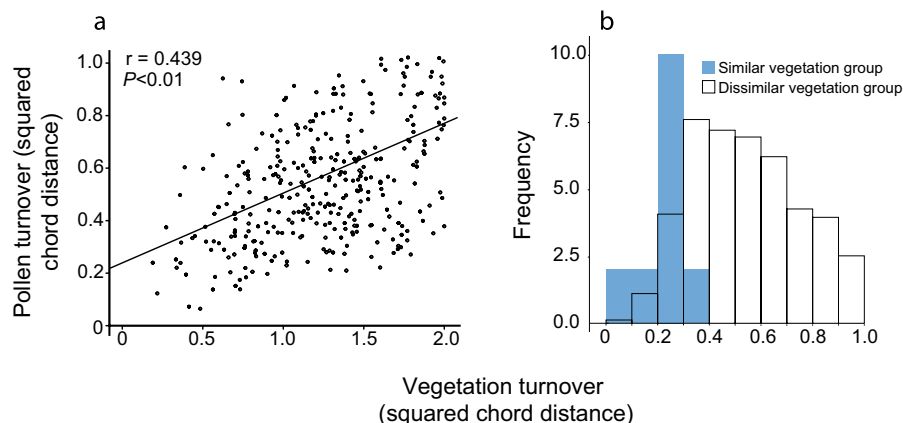 a
r = 0.439
P<0.01
Pollen turnover (squared
chord distance)
1.0
0.8
0.6
0.4
0.2
0
0
0.5
1.0
1.5
2.0
b
Similar vegetation group
Dissimilar vegetation group
Frequency
10.0
7.5
5.0
2.5
0.0
0
0.2
0.4
0.6
0.8
1.0
Vegetation turnover
(squared chord distance)